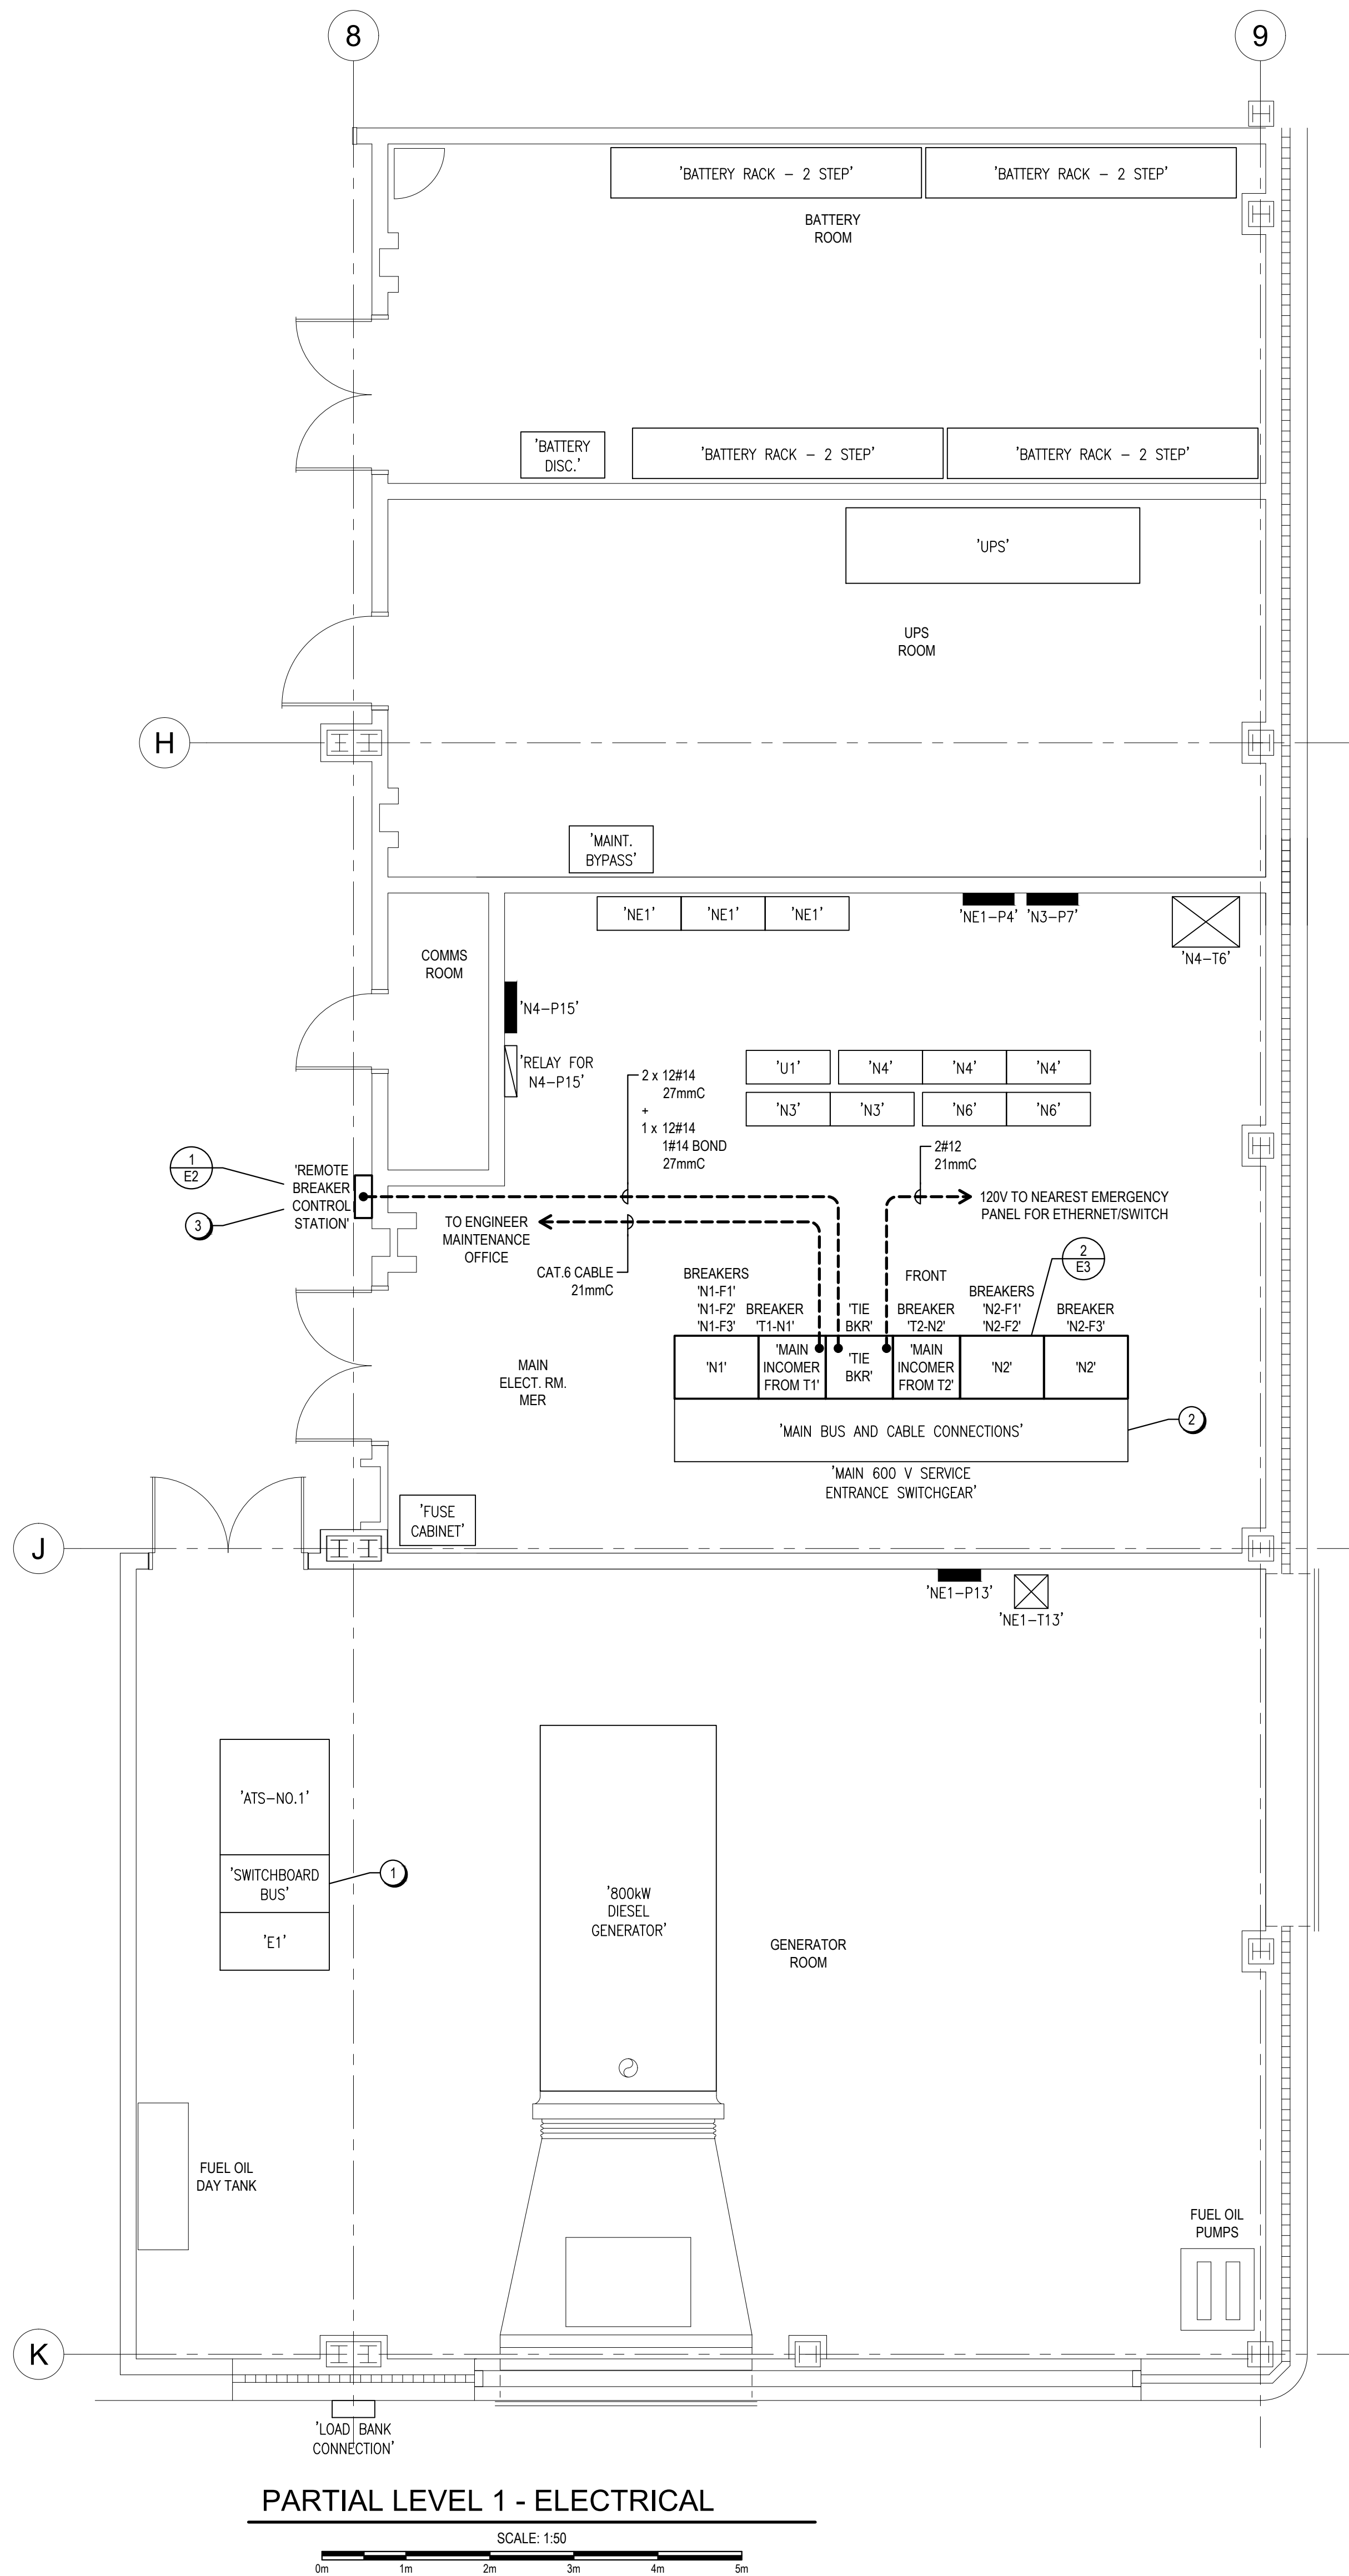 8
9
'BATTERY RACK – 2 STEP'
'BATTERY RACK – 2 STEP'
BATTERY
ROOM
'BATTERY
DISC.'
'BATTERY RACK – 2 STEP'
'BATTERY RACK – 2 STEP'
'UPS'
UPS
ROOM
H
'MAINT.
BYPASS'
'NE1'
'NE1'
'NE1'
'NE1–P4'
'N3–P7'
'N4–T6'
COMMS
ROOM
'N4–P15'
'RELAY FOR
N4–P15'
'U1'
'N4'
'N4'
'N4'
'N3'
'N3'
'N6'
'N6'
2 x 12#14
27mmC
+
1 x 12#14
1#14 BOND
27mmC
2#12
21mmC
1
E2
3
'REMOTE
BREAKER
CONTROL
STATION'
120V TO NEAREST EMERGENCY
PANEL FOR ETHERNET/SWITCH
TO ENGINEER
MAINTENANCE
OFFICE
CAT.6 CABLE
21mmC
2
E3
BREAKERS
'N1-F1'
'N1-F2'
'N1-F3'
BREAKER
'T1-N1'
'TIE
BKR'
FRONT
BREAKER
'T2-N2'
BREAKERS
'N2-F1'
'N2-F2'
BREAKER
'N2-F3'
'N1'
'MAIN
INCOMER
FROM T1'
'TIE
BKR'
'MAIN
INCOMER
FROM T2'
'N2'
'N2'
MAIN
ELECT. RM.
MER
'MAIN BUS AND CABLE CONNECTIONS'
2
'MAIN 600 V SERVICE
ENTRANCE SWITCHGEAR'
'FUSE
CABINET'
J
'NE1–P13'
'NE1–T13'
'ATS–NO.1'
'SWITCHBOARD
BUS'
1
'E1'
'800kW
DIESEL
GENERATOR'
GENERATOR
ROOM
FUEL OIL
DAY TANK
FUEL OIL
PUMPS
K
'LOAD BANK
CONNECTION'
PARTIAL LEVEL 1 - ELECTRICAL
SCALE: 1:50
0m 1m 2m 3m 4m 5m